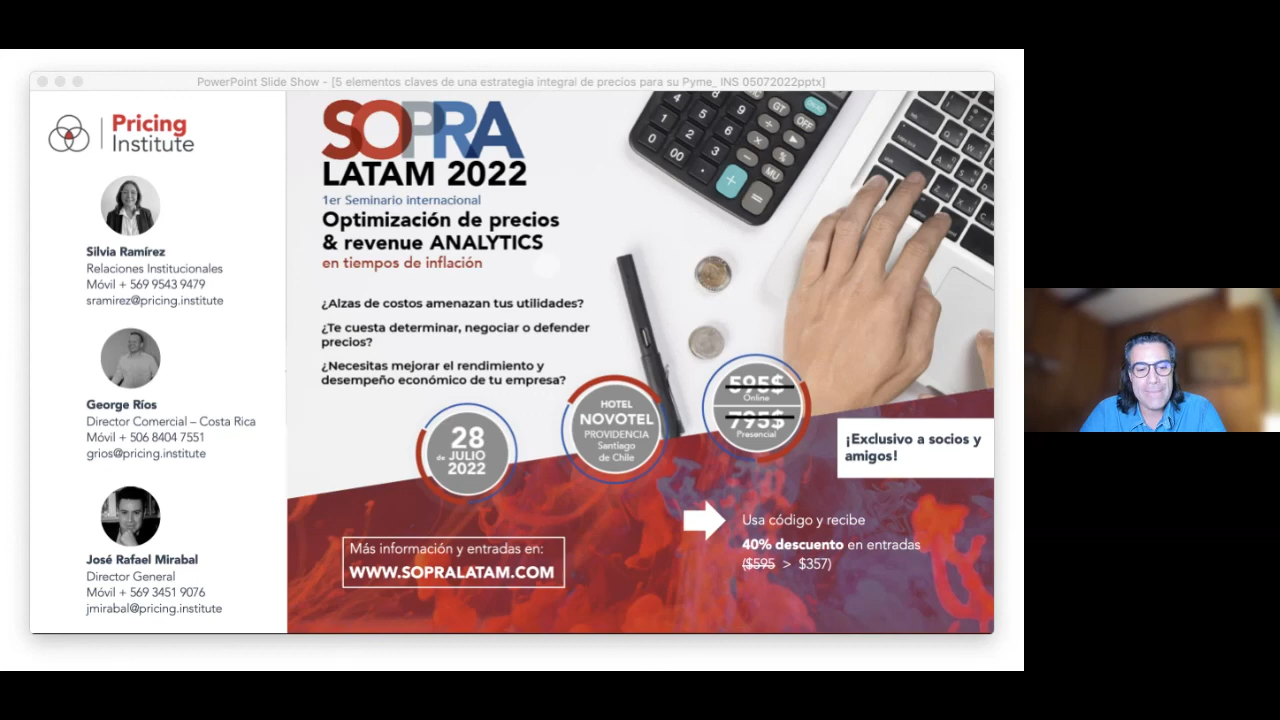 PowerPoint Slide Show - [5 elementos claves de una estrategia integral de precios para su Pyme_ INS 05072022pptx]
Pricing
Institute
Silvia Ramírez
Relaciones Institucionales
Móvil + 569 9543 9479
sramirez@pricing.institute
George Ríos
Director Comercial – Costa Rica
Móvil + 506 8404 7551
grios@pricing.institute
José Rafael Mirabal
Director General
Móvil + 569 3451 9076
jmirabal@pricing.institute
SOPRA
LATAM 2022
1er Seminario internacional
Optimización de precios
& revenue ANALYTICS
en tiempos de inflación
¿Alzas de costos amenazan tus utilidades?
¿Te cuesta determinar, negociar o defender
precios?
¿Necesitas mejorar el rendimiento y
desempeño económico de tu empresa?
28
de JULIO
2022
HOTEL
NOVOTEL
PROVIDENCIA
Santiago
de Chile
595$
Online
795$
Presencial
¡Exclusivo a socios y
amigos!
Usa código y recibe
40% descuento en entradas
($595 > $357)
Más información y entradas en:
WWW.SOPRALATAM.COM